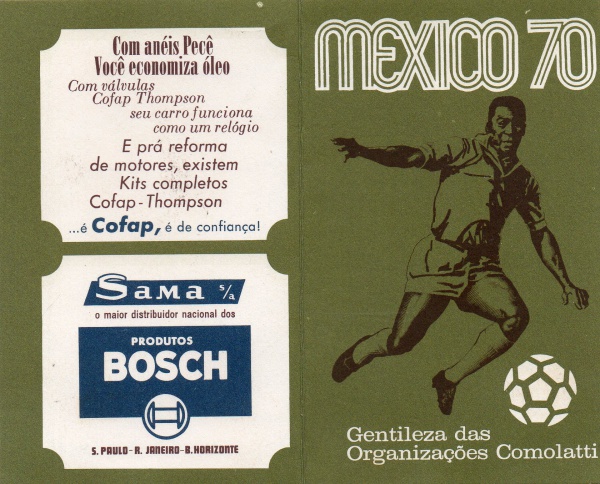 Com anéis Pecê
Você economiza óleo
Com válvulas
Cofap Thompson
seu carro funciona
como um relógio
E prá reforma
de motores, existem
Kits completos
Cofap-Thompson
...é Cofap, é de confiança!
SAMA S/A
o maior distribuidor nacional dos
PRODUTOS
BOSCH
S. PAULO - R. JANEIRO - B. HORIZONTE
MEXICO 70
Gentileza das
Organizações Comolatti